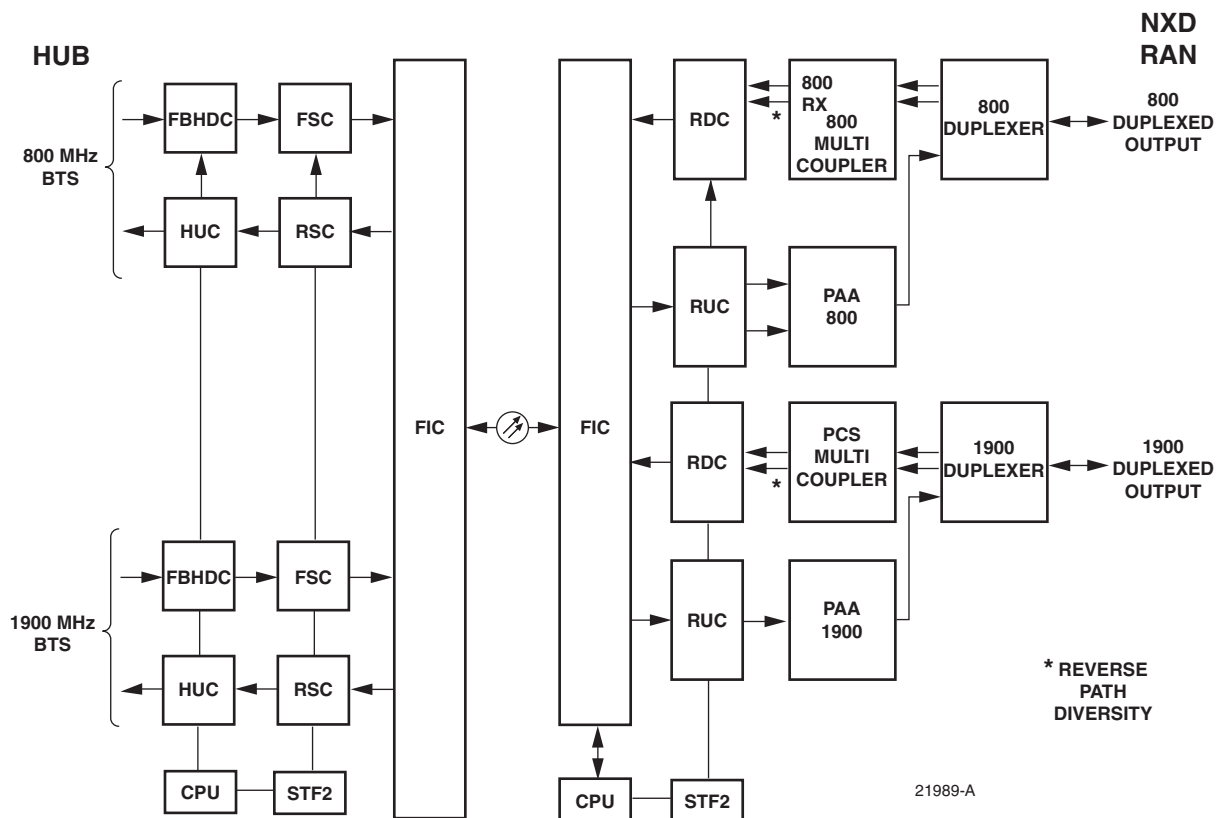 HUB
NXD
RAN
FBHDC
FSC
800 MHz
BTS
HUC
RSC
FIC
FIC
RDC
800
RX
*
800
MULTI
COUPLER
800
DUPLEXER
800
DUPLEXED
OUTPUT
RUC
PAA
800
RDC
*
PCS
MULTI
COUPLER
1900
DUPLEXER
1900
DUPLEXED
OUTPUT
FBHDC
FSC
1900 MHz
BTS
HUC
RSC
RUC
PAA
1900
* REVERSE
PATH
DIVERSITY
CPU
STF2
CPU
STF2
21989-A